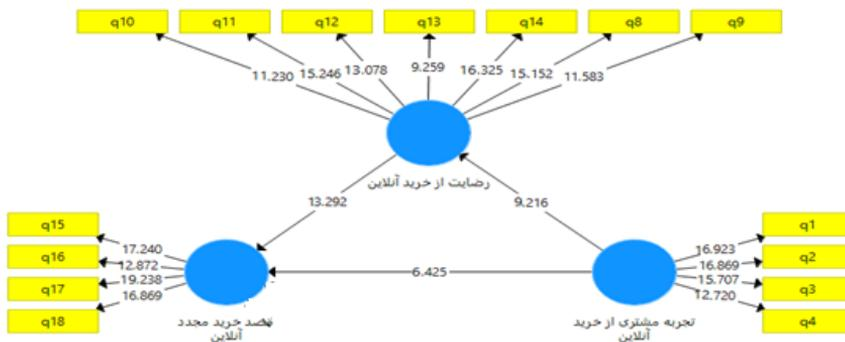 q10 q11 q12 q13 q14 q8 q9
11.230 15.246 13.078 9.259 16.325 15.152 11.583
رضایت از خرید آنلاین
13.292 9.216
q15 17.240
q16 12.872
q17 19.238
q18 16.869
6.425
16.923 q1
16.869 q2
15.707 q3
12.720 q4
قصد خرید مجدد
آنلاین
تجربه مشتری از خرید
آنلاین